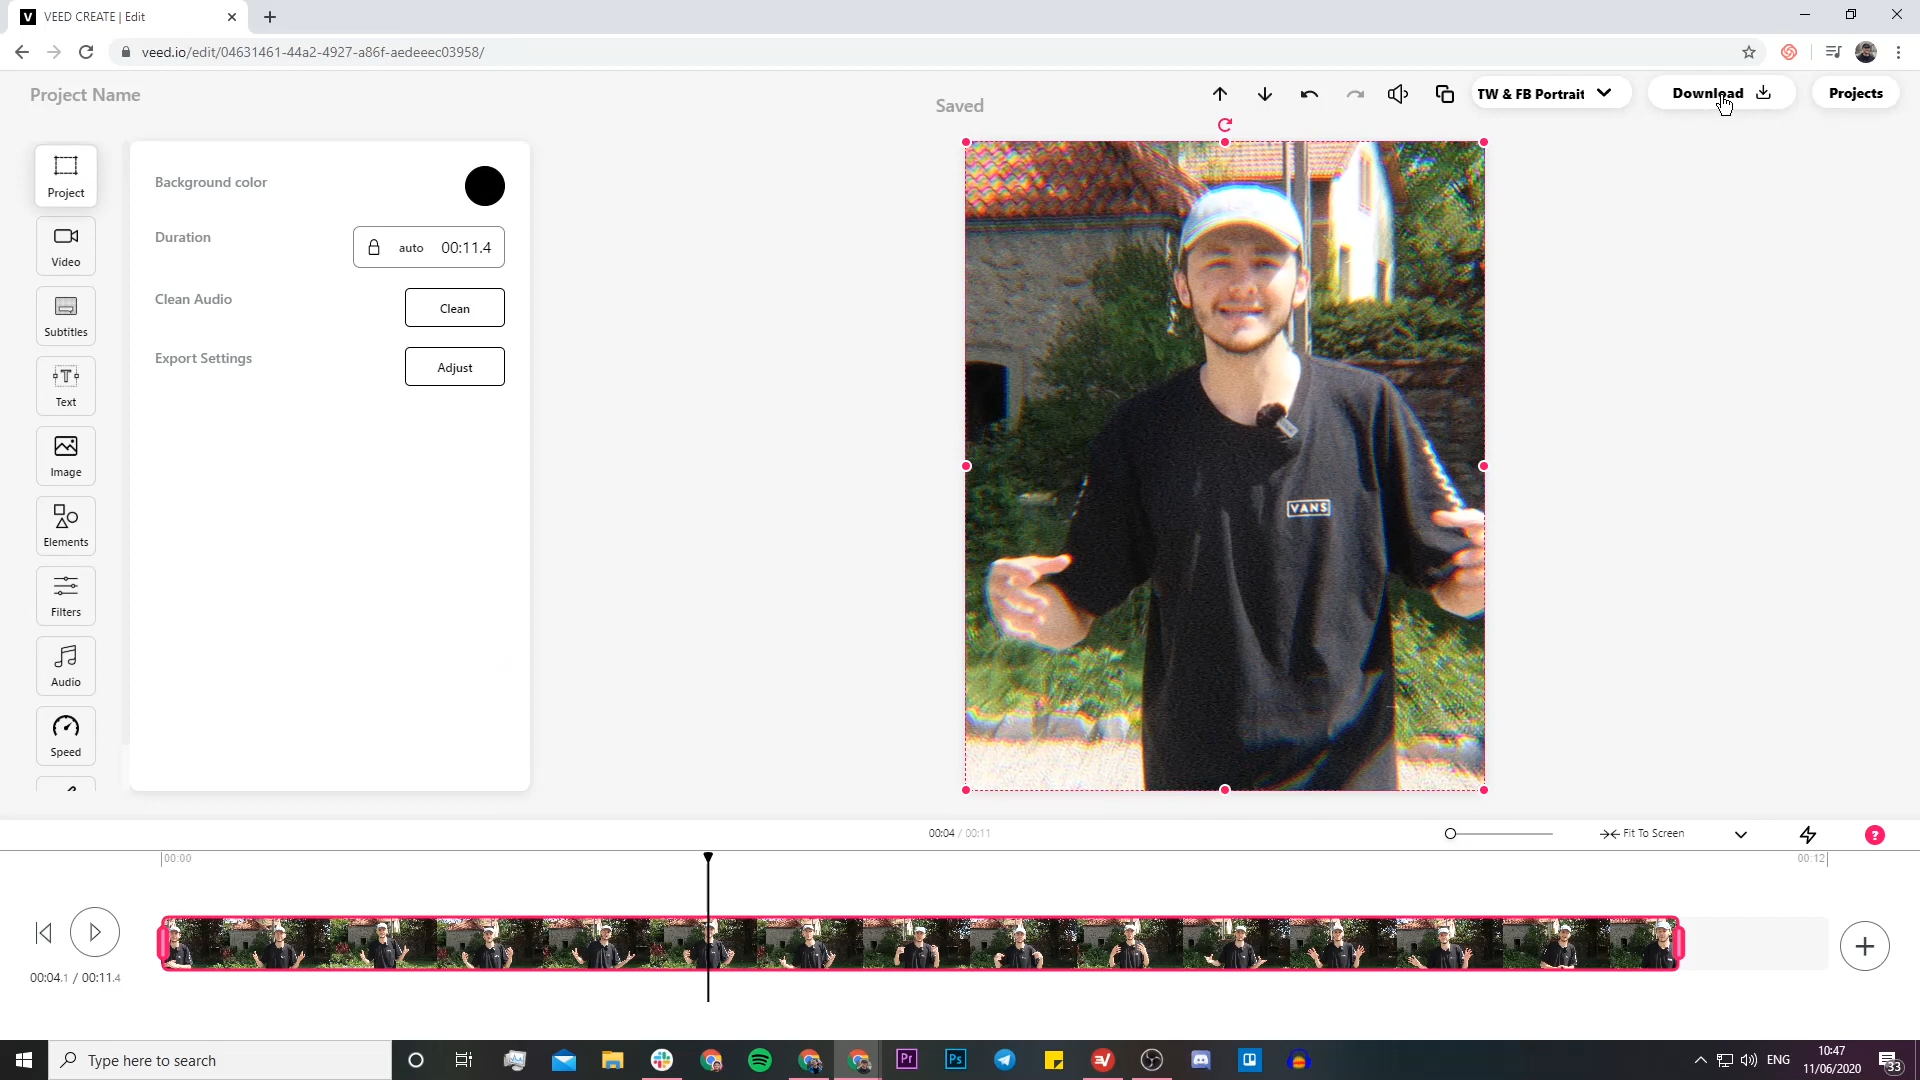 VEED CREATE | Edit
veed.io/edit/04631461-44a2-4927-a86f-aedeeec03958/
Project Name
Saved
TW & FB Portrait
Download
Projects
Project
Video
Subtitles
Text
Image
Elements
Filters
Audio
Speed
Background color
Duration
auto 00:11.4
Clean Audio
Clean
Export Settings
Adjust
VANS
00:04 / 00:11
Fit To Screen
?
00:00
00:12
00:04.1 / 00:11.4
Type here to search
Pr
Ps
ENG
10:47
11/06/2020
33